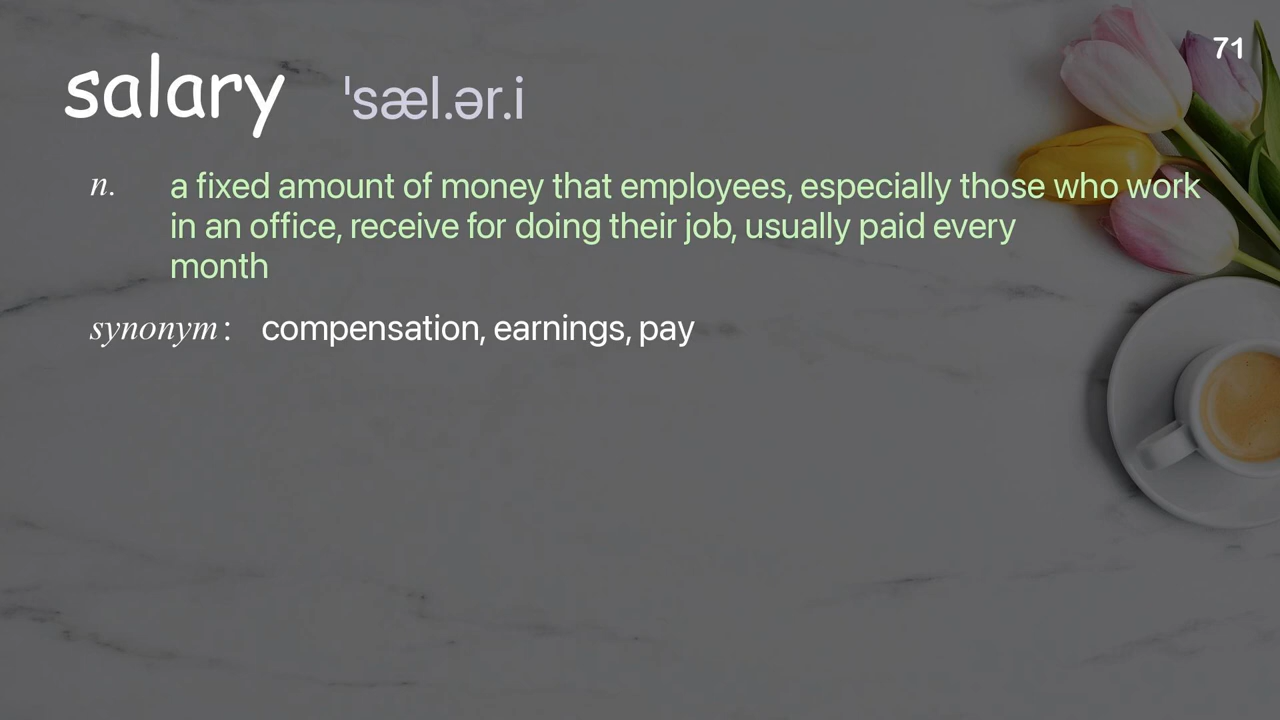 71
salary ˈsæl.ər.i
n. a fixed amount of money that employees, especially those who work
in an office, receive for doing their job, usually paid every
month
synonym: compensation, earnings, pay